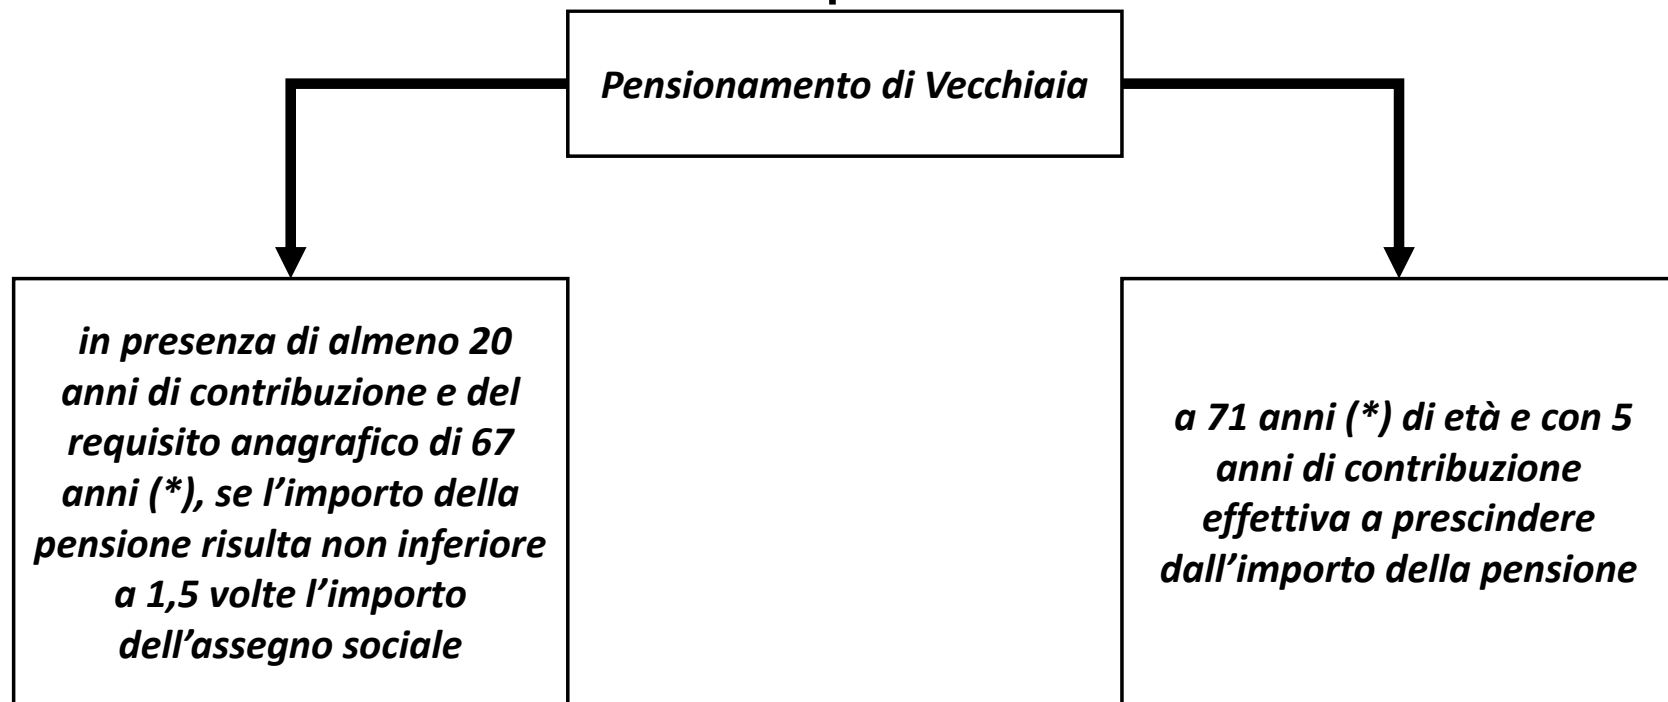 Pensionamento di Vecchiaia
in presenza di almeno 20
anni di contribuzione e del
requisito anagrafico di 67
anni (*), se l’importo della
pensione risulta non inferiore
a 1,5 volte l’importo
dell’assegno sociale
a 71 anni (*) di età e con 5
anni di contribuzione
effettiva a prescindere
dall’importo della pensione